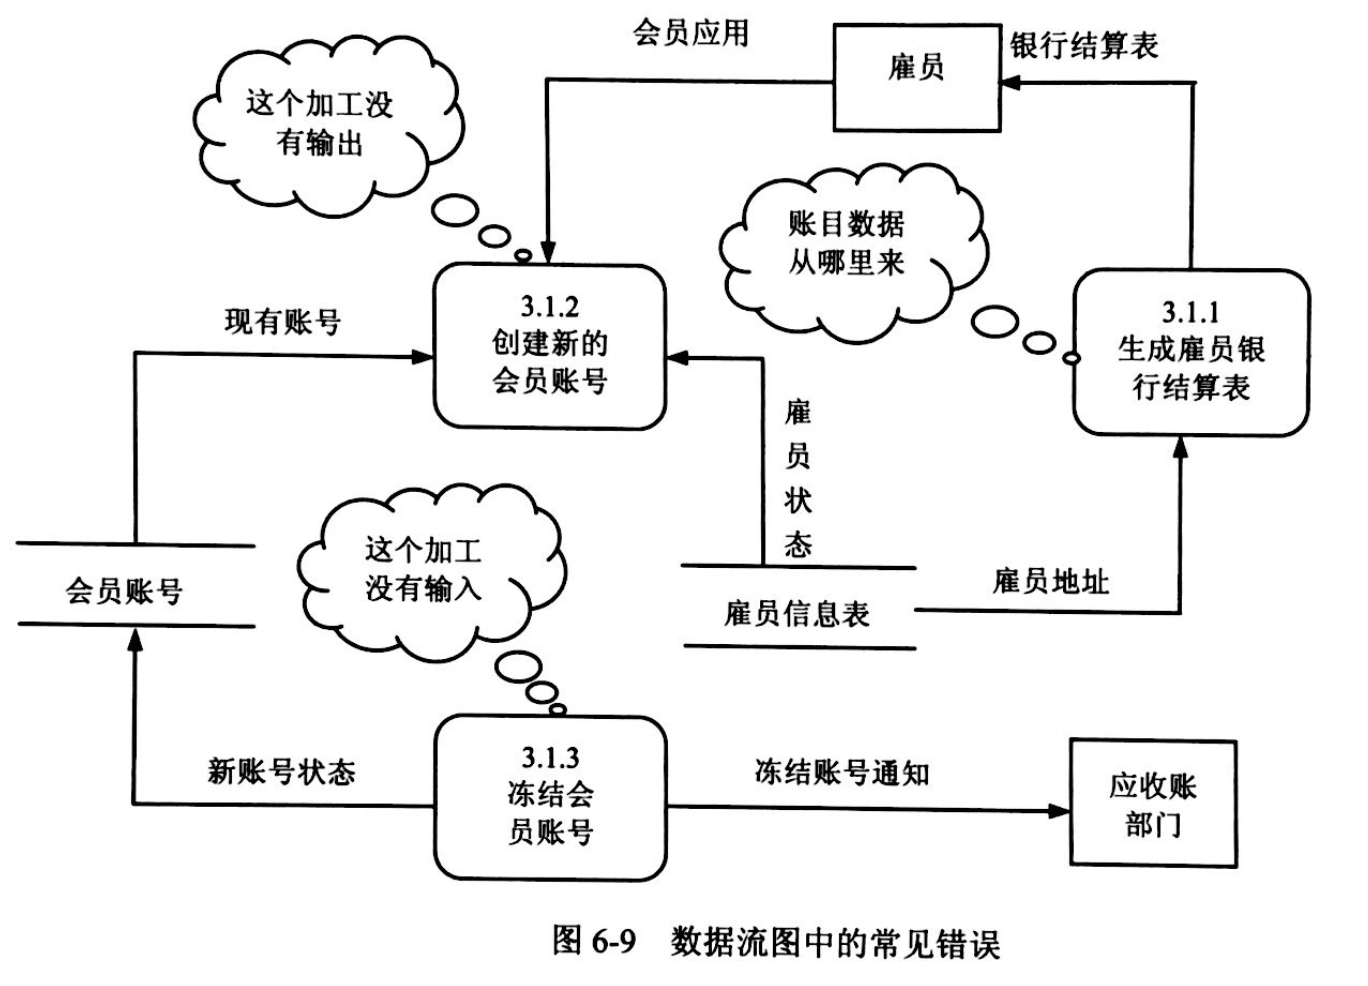 会员应用
雇员
银行结算表
这个加工没
有输出
账目数据
从哪里来
3.1.2
创建新的
会员账号
3.1.1
生成雇员银
行结算表
现有账号
雇
员
状
态
这个加工
没有输入
会员账号
雇员信息表
雇员地址
新账号状态
3.1.3
冻结会
员账号
冻结账号通知
应收账
部门
图 6-9 数据流图中的常见错误